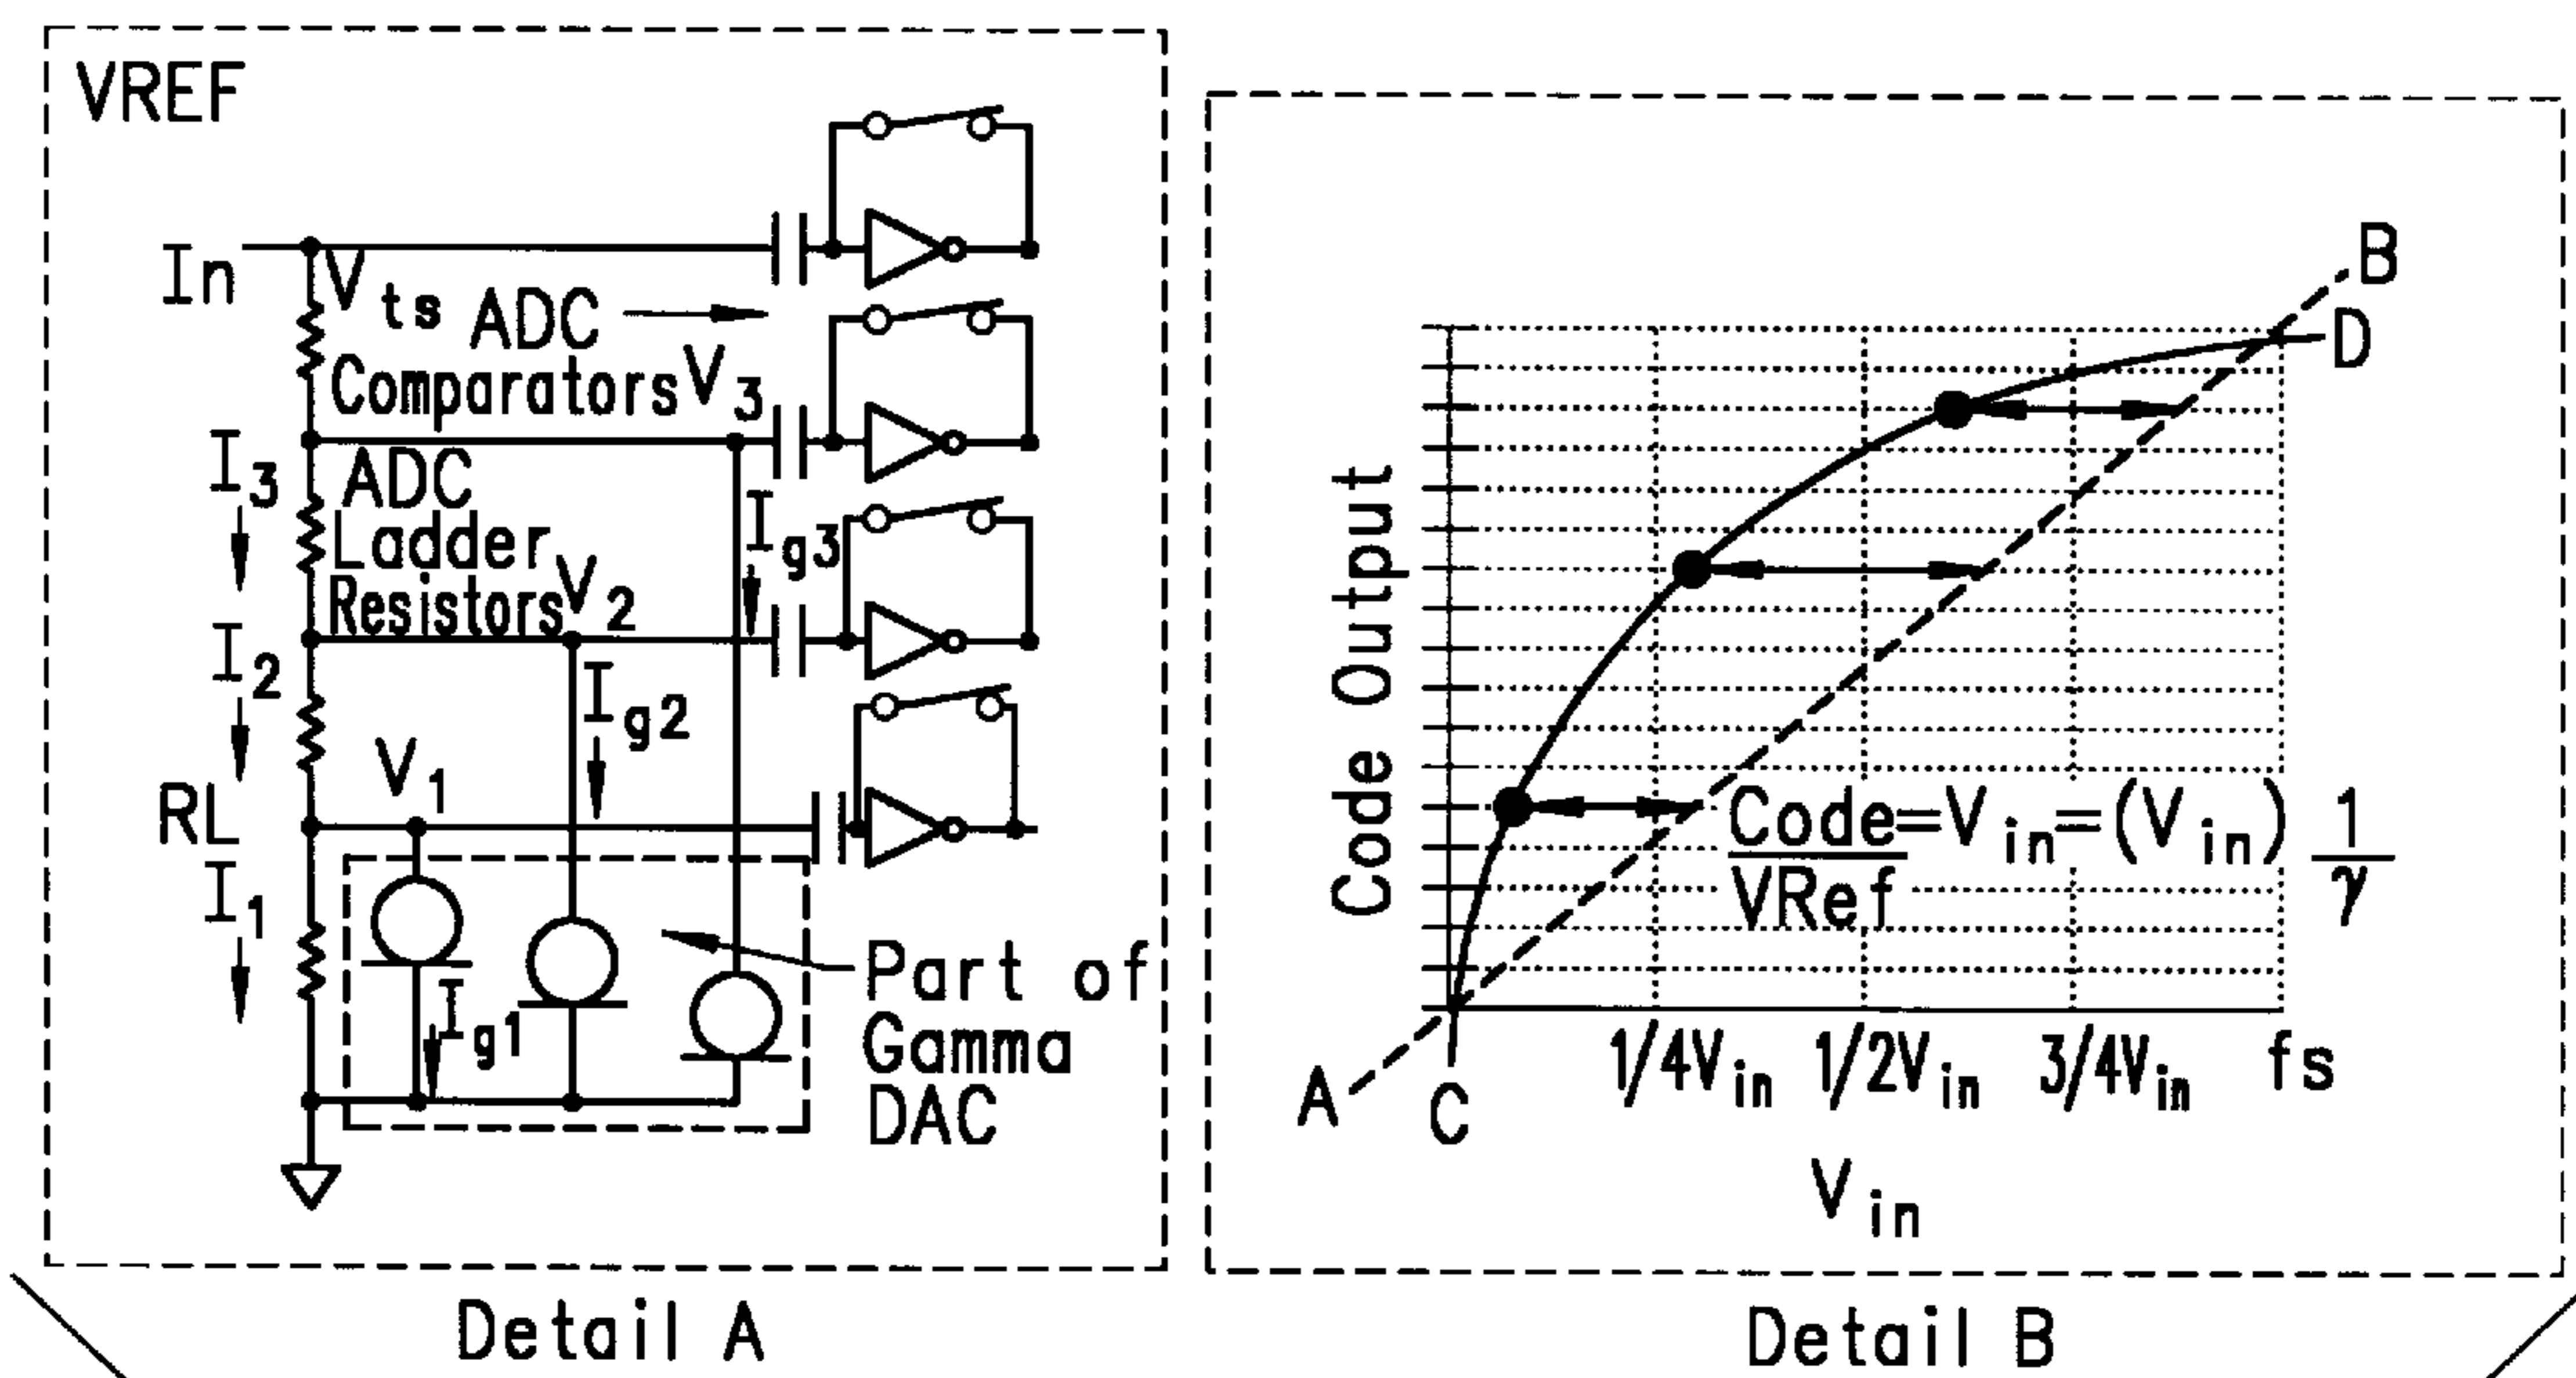 VREF
In
Vts
ADC
Comparators
V3
I3
ADC
Ladder
Resistors
V2
Ig3
I2
Ig2
V1
RL
I1
Ig1
Part of
Gamma
DAC
Detail A
B
D
Code Output
Code/VRef=Vin=(Vin) 1/γ
A
C
1/4Vin
1/2Vin
3/4Vin
fs
Vin
Detail B